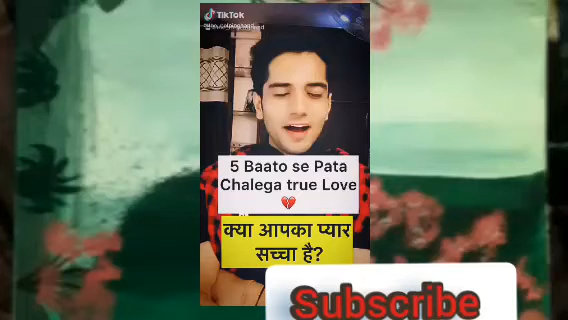 TikTok
5 Baato se Pata
Chalega true Love
💔
क्या आपका प्यार
सच्चा है?
Subscribe